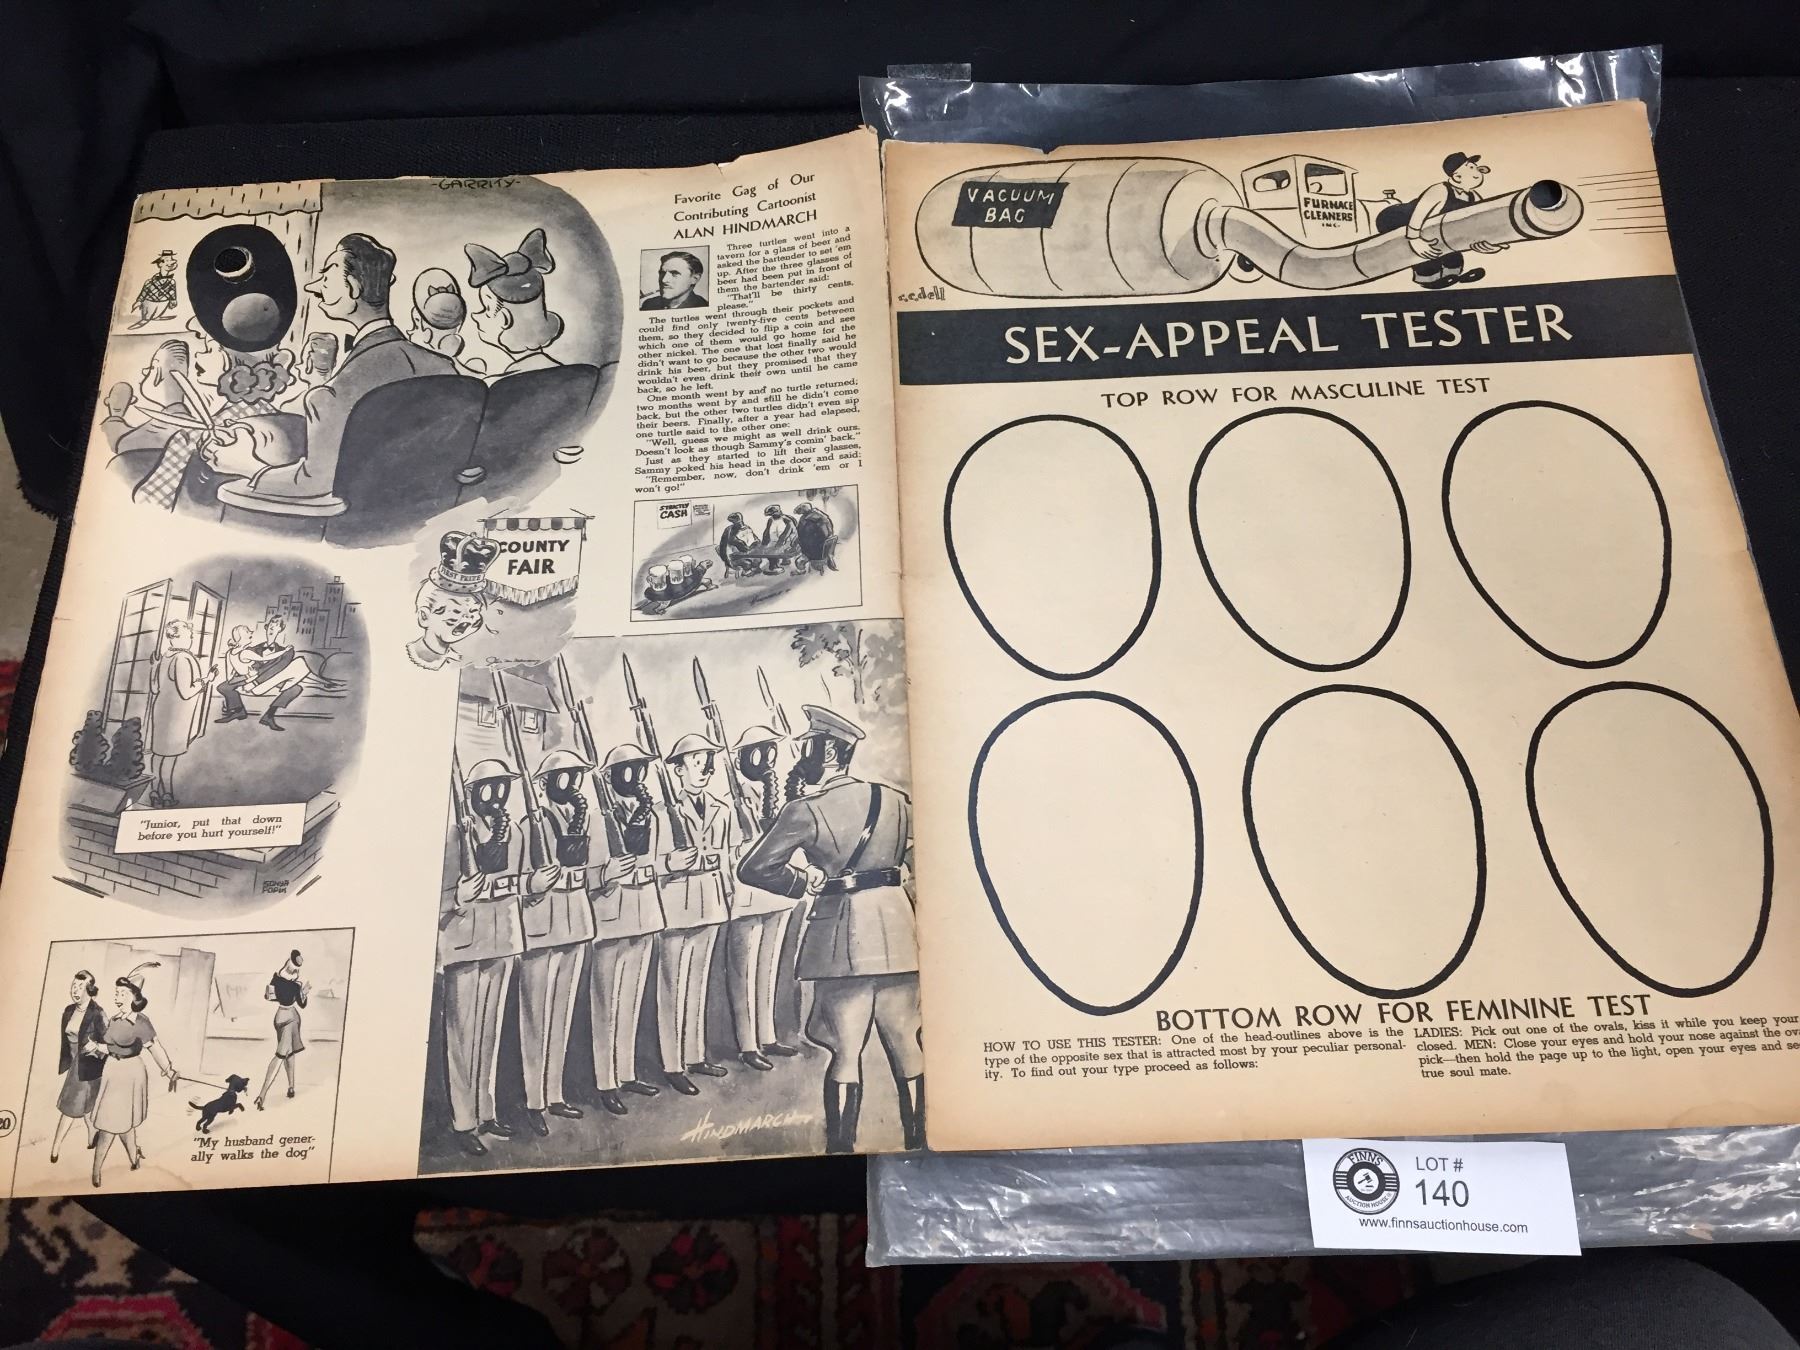 -GARRITY-
Favorite Gag of Our
Contributing Cartoonist
ALAN HINDMARCH
Three turtles went into a
tavern for a glass of beer and
asked the bartender to set 'em
up. After the three glasses of
beer had been put in front of
them the bartender said:
"That'll be thirty cents,
please."
The turtles went through their pockets and
could find only twenty-five cents between
them, so they decided to flip a coin and see
which one of them would go home for the
other nickel. The one that lost finally said he
didn't want to go because the other two would
drink his beer, but they promised that they
wouldn't even drink their own until he came
back, so he left.
One month went by and no turtle returned;
two months went by and still he didn't come
back, but the other two turtles didn't even sip
their beers. Finally, after a year had elapsed,
one turtle said to the other one:
"Well, guess we might as well drink ours.
Doesn't look as though Sammy's comin' back."
Just as they started to lift their glasses,
Sammy poked his head in the door and said:
"Remember, now, don't drink 'em or I
won't go!"
STRICTLY
CASH
COUNTY
FAIR
FIRST PRIZE
"Junior, put that down
before you hurt yourself!"
SONYA
POPIK
"My husband gener-
ally walks the dog"
20
HINDMARCH
VACUUM
BAG
FURNACE
CLEANERS
INC.
r.c.dell
SEX-APPEAL TESTER
TOP ROW FOR MASCULINE TEST
BOTTOM ROW FOR FEMININE TEST
HOW TO USE THIS TESTER: One of the head-outlines above is the
type of the opposite sex that is attracted most by your peculiar personal-
ity. To find out your type proceed as follows:
LADIES: Pick out one of the ovals, kiss it while you keep your
closed. MEN: Close your eyes and hold your nose against the
pick—then hold the page up to the light, open your eyes and
true soul mate.
FINNS
AUCTION HOUSE
LOT #
140
www.finnsauctionhouse.com